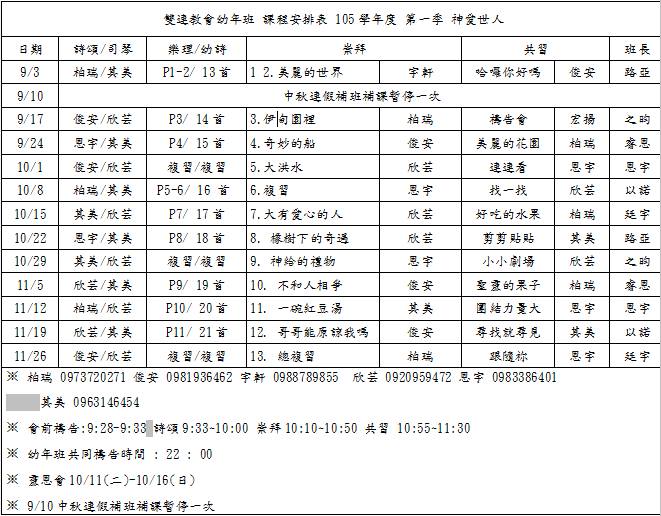 雙連教會幼年班 課程安排表 105學年度 第一季 神愛世人
日期 詩頌/司琴 樂理/幼詩 崇拜 共習 班長
9/3 柏瑞/萁美 P1-2/ 13首 1 2.美麗的世界 宇軒 哈囉你好嗎 俊安 路亞
9/10 中秋連假補班補課暫停一次
9/17 俊安/欣芸 P3/ 14首 3.伊甸園裡 柏瑞 禱告會 宏揚 之昀
9/24 恩宇/萁美 P4/ 15首 4.奇妙的船 俊安 美麗的花園 柏瑞 睿恩
10/1 俊安/欣芸 複習/複習 5.大洪水 欣芸 連連看 恩宇 恩宇
10/8 柏瑞/萁美 P5-6/ 16 首 6.複習 恩宇 找一找 欣芸 以諾
10/15 萁美/欣芸 P7/ 17首 7.大有愛心的人 欣芸 好吃的水果 柏瑞 廷宇
10/22 恩宇/萁美 P8/ 18首 8. 橡樹下的奇遇 欣芸 剪剪貼貼 萁美 路亞
10/29 萁美/欣芸 複習/複習 9. 神給的禮物 恩宇 小小劇場 欣芸 之昀
11/5 欣芸/萁美 P9/ 19首 10. 不和人相爭 俊安 聖靈的果子 柏瑞 睿恩
11/12 柏瑞/欣芸 P10/ 20首 11. 一碗紅豆湯 萁美 團結力量大 恩宇 恩宇
11/19 欣芸/萁美 P11/ 21首 12. 哥哥能原諒我嗎 俊安 尋找就尋見 萁美 以諾
11/26 俊安/欣芸 複習/複習 13. 總複習 柏瑞 跟隨祢 恩宇 廷宇
※ 柏瑞 0973720271 俊安 0981936462 宇軒 0988789855 欣芸 0920959472 恩宇 0983386401
萁美 0963146454
※ 會前禱告:9:28-9:33 詩頌 9:33~10:00 崇拜 10:10~10:50 共習 10:55~11:30
※ 幼年班共同禱告時間 : 22 : 00
※ 靈恩會 10/11(二)-10/16(日)
※ 9/10 中秋連假補班補課暫停一次